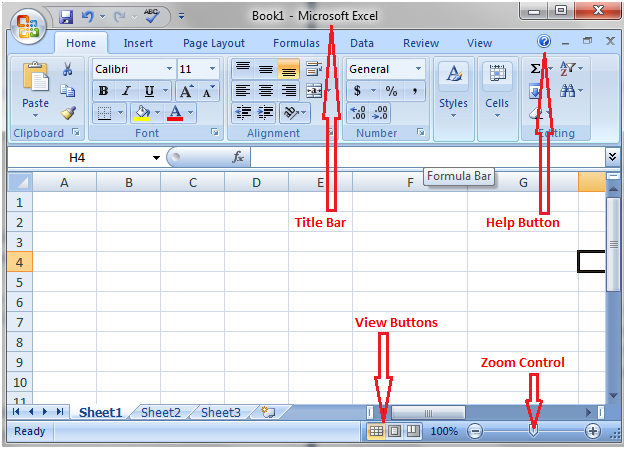 Book1 - Microsoft Excel
Home Insert Page Layout Formulas Data Review View
Calibri 11 General
Paste B I U A A $ % , Styles Cells Σ
A .00 .0
Clipboard Font Alignment Number Editing
H4 fx
Formula Bar
A B C D E F G
1
2 Title Bar Help Button
3
4
5
6
7
8 View Buttons
9 Zoom Control
10
11
Sheet1 Sheet2 Sheet3
Ready 100%